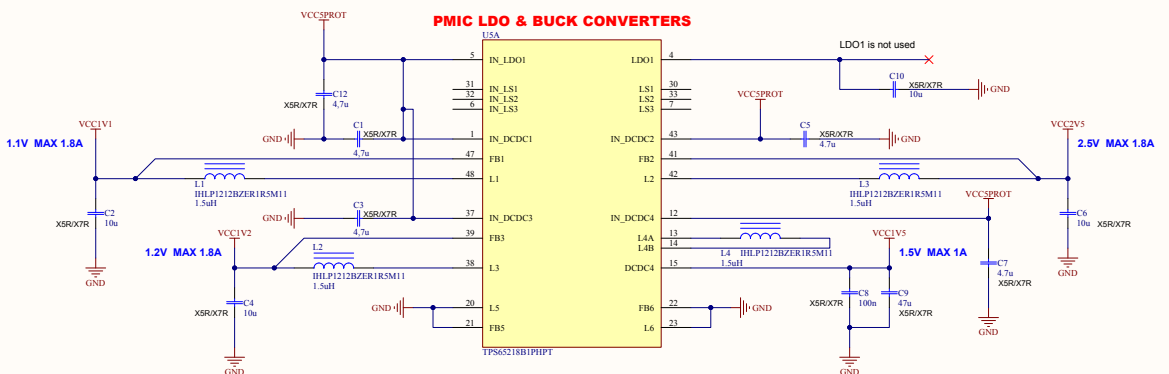 PMIC LDO & BUCK CONVERTERS
VCC5PROT
U5A
LDO1 is not used
5 IN_LDO1 LDO1 4
C12
4,7u
X5R/X7R
31 IN_LS1 LS1 30
32 IN_LS2 LS2 33
6 IN_LS3 LS3 7
C10
X5R/X7R
10u
GND
VCC5PROT
VCC1V1
1.1V MAX 1.8A
GND
C1
X5R/X7R
4,7u
1 IN_DCDC1 IN_DCDC2 43
C5
X5R/X7R
4.7u
GND
VCC2V5
2.5V MAX 1.8A
47 FB1 FB2 41
48 L1 L2 42
L1
IHLP1212BZER1R5M11
1.5uH
L3
IHLP1212BZER1R5M11
1.5uH
VCC5PROT
C2
10u
X5R/X7R
GND
GND
C3
X5R/X7R
4,7u
37 IN_DCDC3 IN_DCDC4 12
C6
10u
X5R/X7R
GND
VCC1V2
1.2V MAX 1.8A
39 FB3 L4A 13
L4B 14
L4 IHLP1212BZER1R5M11
1.5uH
VCC1V5
1.5V MAX 1A
L2
IHLP1212BZER1R5M11
1.5uH
38 L3 DCDC4 15
C7
4.7u
X5R/X7R
GND
C4
10u
X5R/X7R
GND
C8
100n
X5R/X7R
C9
47u
X5R/X7R
GND
GND
20 L5 FB6 22
GND
21 FB5 L6 23
TPS65218B1PHPT